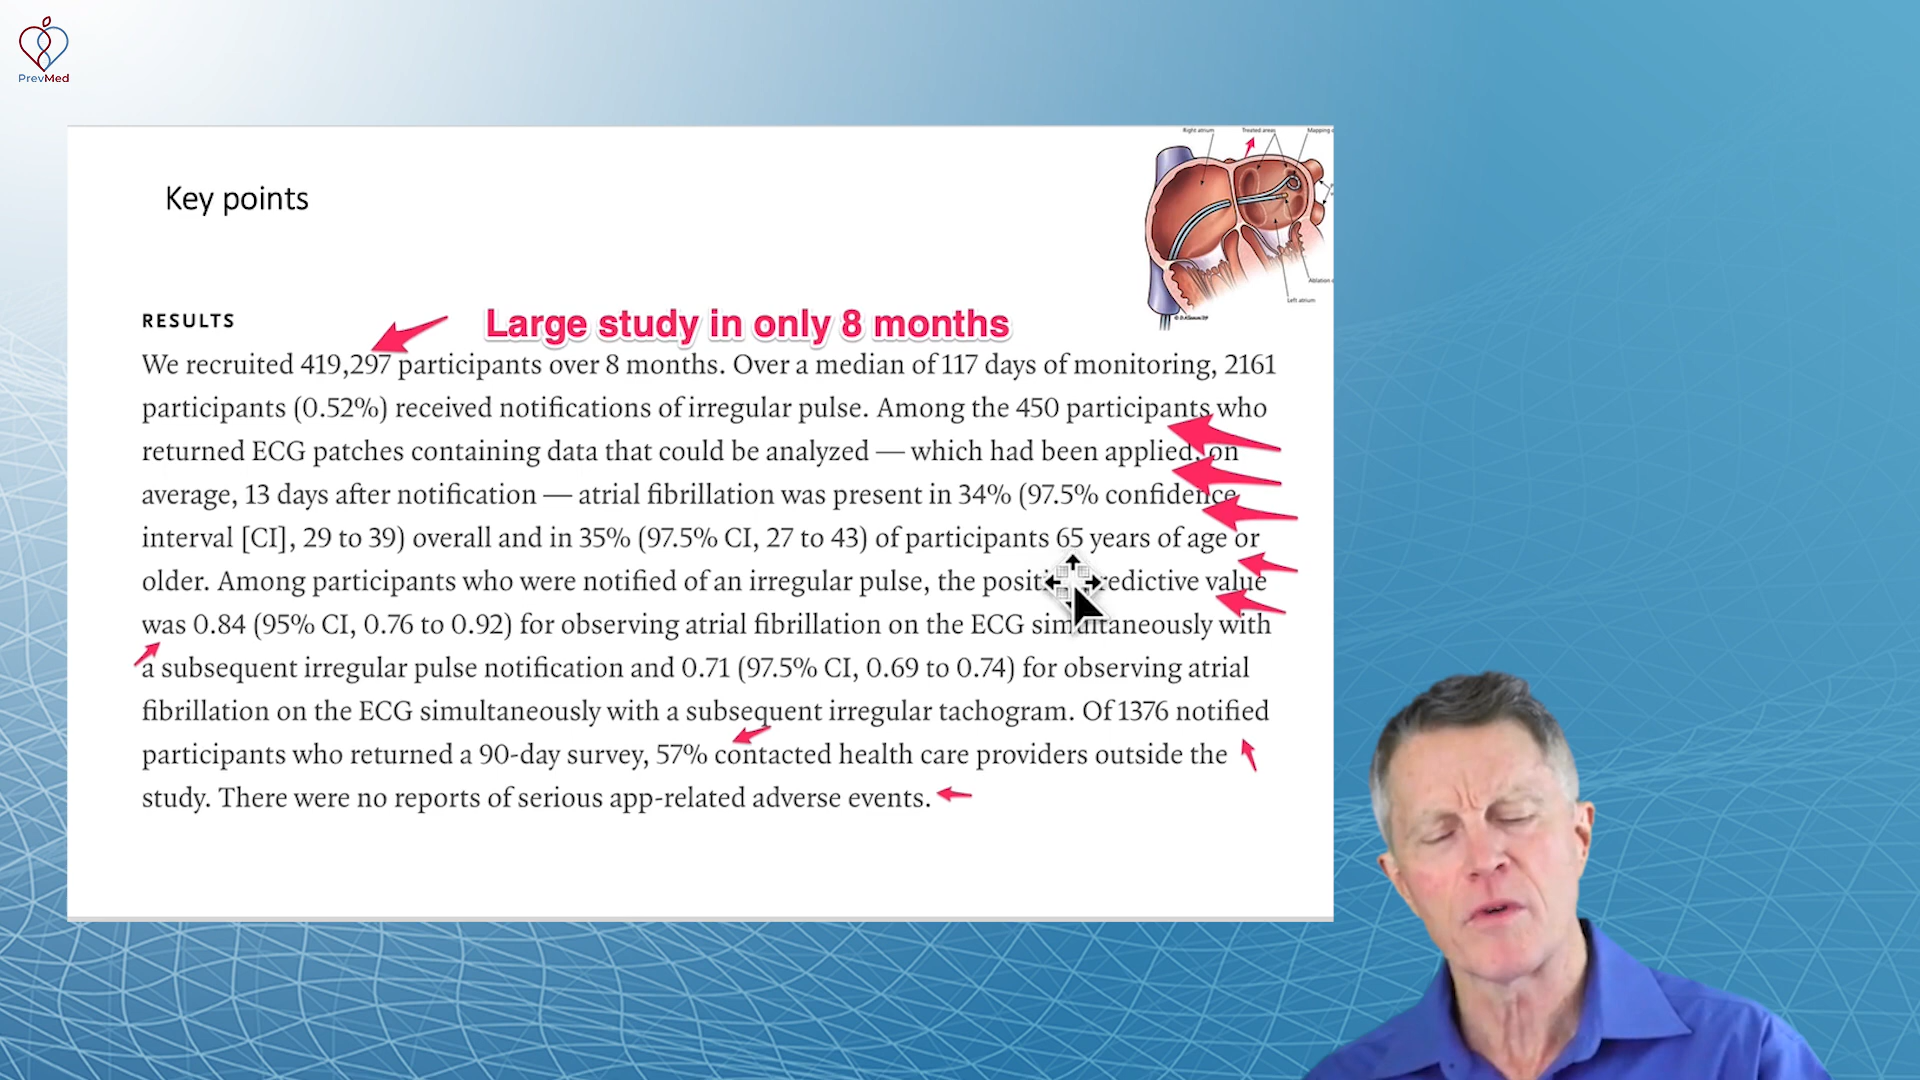 PrevMed
Right atrium
Treated areas
Mapping
Key points
Left atrium
RESULTS
Large study in only 8 months
We recruited 419,297 participants over 8 months. Over a median of 117 days of monitoring, 2161
participants (0.52%) received notifications of irregular pulse. Among the 450 participants who
returned ECG patches containing data that could be analyzed — which had been applied, on
average, 13 days after notification — atrial fibrillation was present in 34% (97.5% confidence
interval [CI], 29 to 39) overall and in 35% (97.5% CI, 27 to 43) of participants 65 years of age or
older. Among participants who were notified of an irregular pulse, the redictive value
was 0.84 (95% CI, 0.76 to 0.92) for observing atrial fibrillation on the ECG simultaneously with
a subsequent irregular pulse notification and 0.71 (97.5% CI, 0.69 to 0.74) for observing atrial
fibrillation on the ECG simultaneously with a subsequent irregular tachogram. Of 1376 notified
participants who returned a 90-day survey, 57% contacted health care providers outside the
study. There were no reports of serious app-related adverse events.